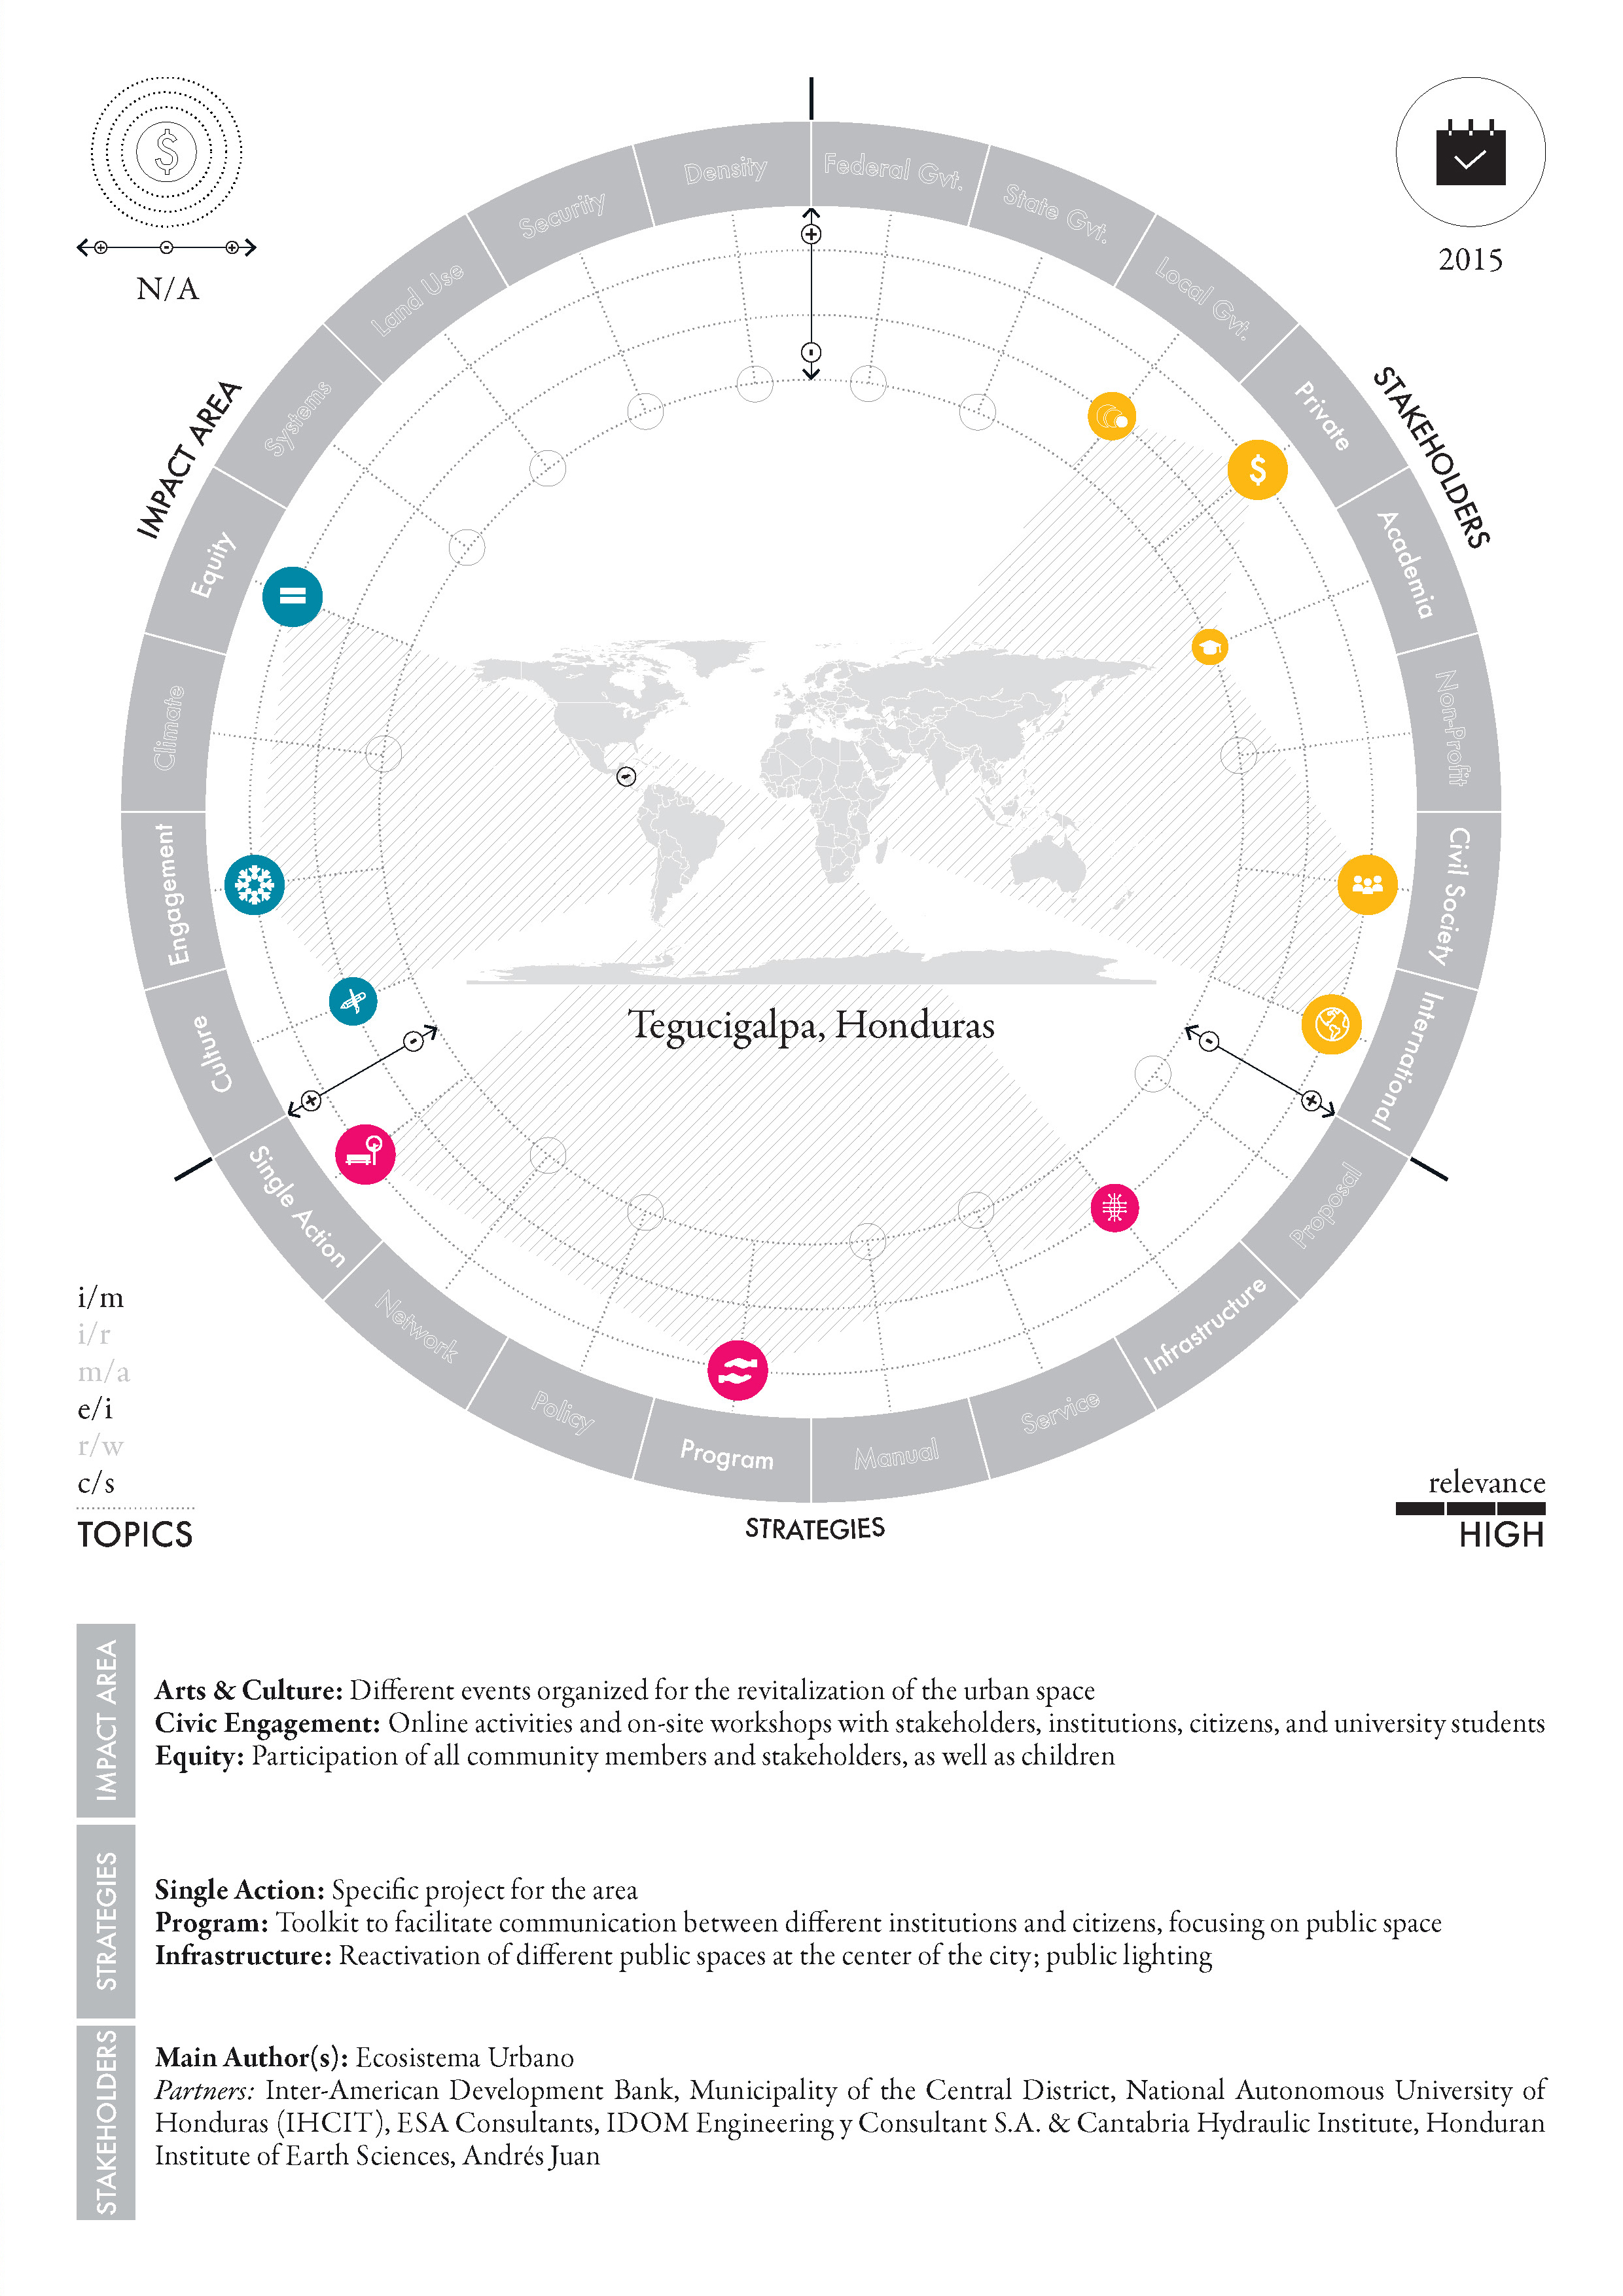 $
N/A
2015
IMPACT AREA
STAKEHOLDERS
Density
Federal Gvt.
State Gvt.
Local Gvt.
Private
Academia
Non-Profit
Civil Society
International
Proposal
Infrastructure
Service
Manual
Program
Policy
Network
Single Action
Culture
Engagement
Climate
Equity
Systems
Land Use
Security
$
Tegucigalpa, Honduras
i/m
i/r
m/a
e/i
r/w
c/s
TOPICS
STRATEGIES
relevance
HIGH
IMPACT AREA
Arts & Culture: Different events organized for the revitalization of the urban space
Civic Engagement: Online activities and on-site workshops with stakeholders, institutions, citizens, and university students
Equity: Participation of all community members and stakeholders, as well as children
STRATEGIES
Single Action: Specific project for the area
Program: Toolkit to facilitate communication between different institutions and citizens, focusing on public space
Infrastructure: Reactivation of different public spaces at the center of the city; public lighting
STAKEHOLDERS
Main Author(s): Ecosistema Urbano
Partners: Inter-American Development Bank, Municipality of the Central District, National Autonomous University of
Honduras (IHCIT), ESA Consultants, IDOM Engineering y Consultant S.A. & Cantabria Hydraulic Institute, Honduran
Institute of Earth Sciences, Andrés Juan